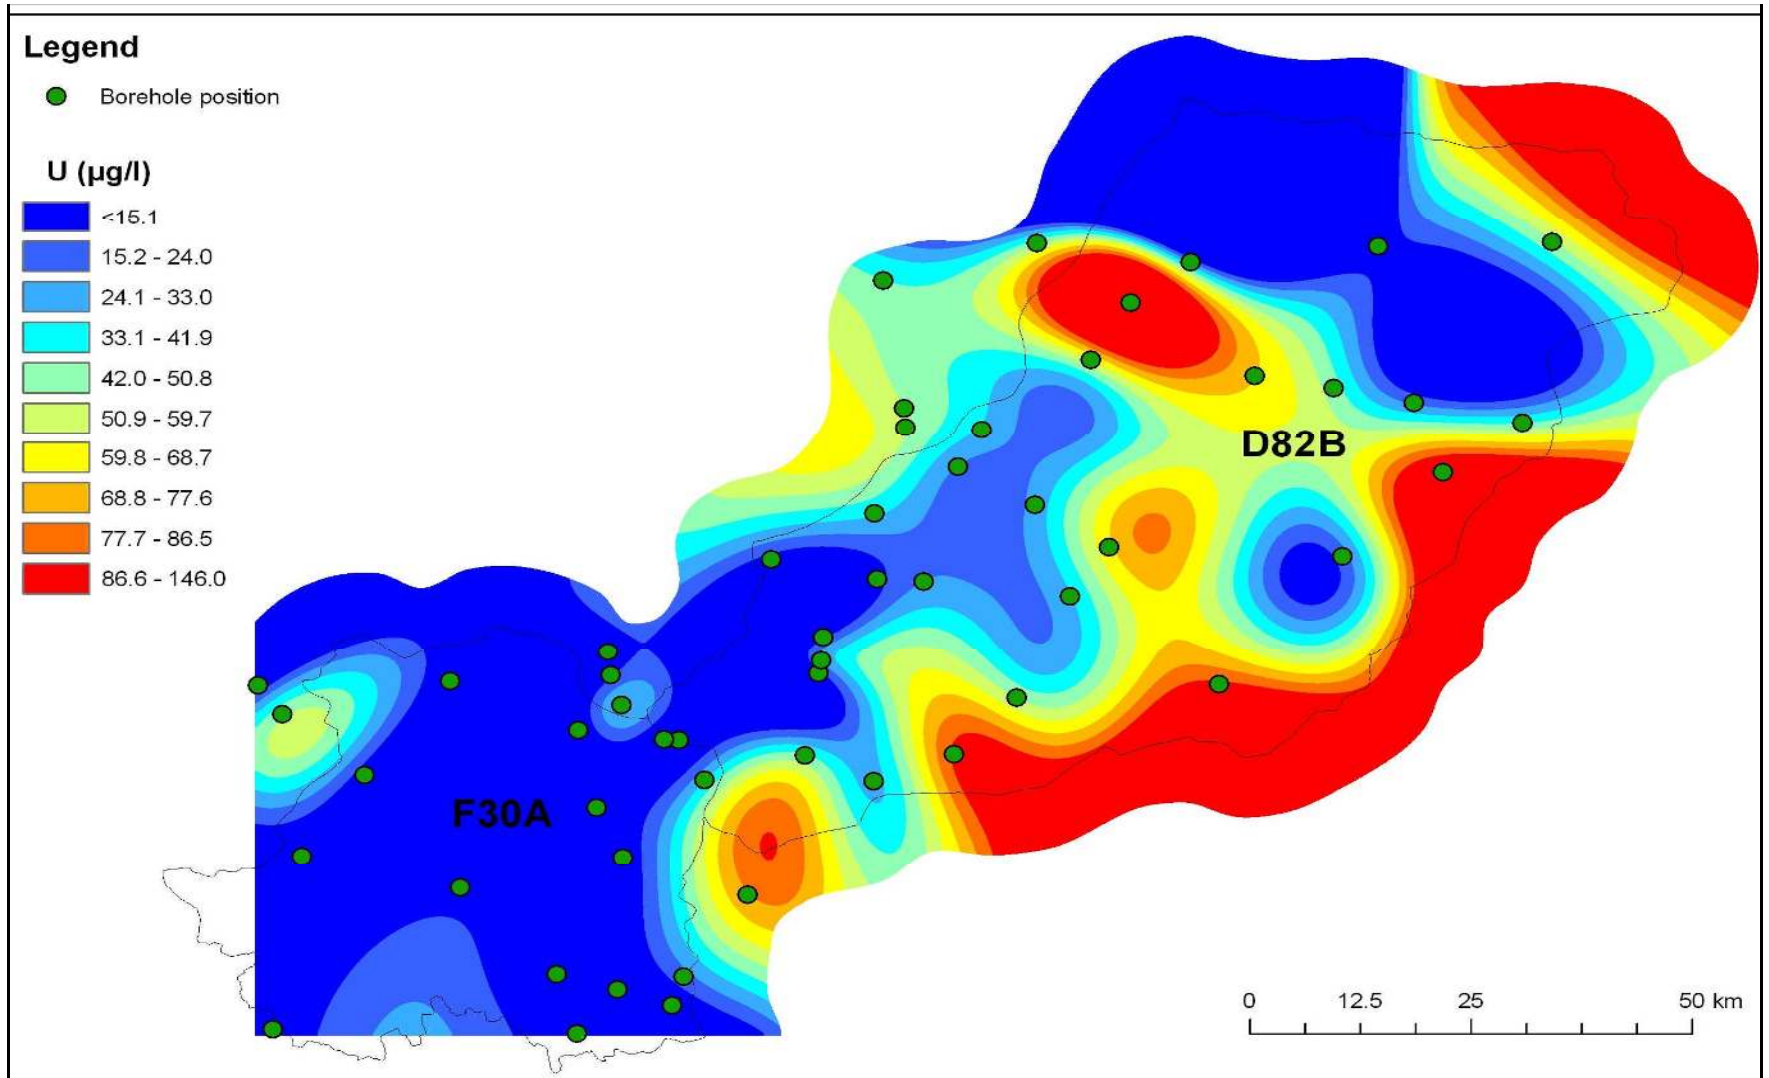 Legend
Borehole position
U (µg/l)
<15.1
15.2 - 24.0
24.1 - 33.0
33.1 - 41.9
42.0 - 50.8
50.9 - 59.7
59.8 - 68.7
68.8 - 77.6
77.7 - 86.5
86.6 - 146.0
D82B
F30A
0 12.5 25 50 km